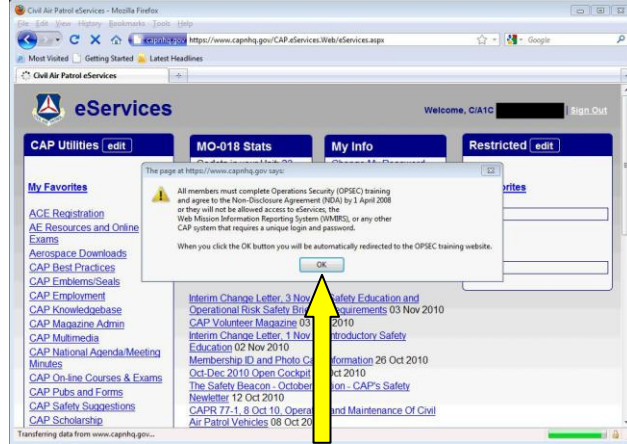 Civil Air Patrol eServices - Mozilla Firefox
File Edit View History Bookmarks Tools Help
capnhq.gov https://www.capnhq.gov/CAP.eServices.Web/eServices.aspx
Google
Most Visited Getting Started Latest Headlines
Civil Air Patrol eServices
eServices
Welcome, C/A1C
Sign Out
CAP Utilities edit
MO-018 Stats
My Info
Restricted edit
My Favorites
ACE Registration
AE Resources and Online
Exams
Aerospace Downloads
CAP Best Practices
CAP Emblems/Seals
CAP Employment
CAP Knowledgebase
CAP Magazine Admin
CAP Multimedia
CAP National Agenda/Meeting
Minutes
CAP On-line Courses & Exams
CAP Pubs and Forms
CAP Safety Suggestions
CAP Scholarship
The page at https://www.capnhq.gov says:
All members must complete Operations Security (OPSEC) training
and agree to the Non-Disclosure Agreement (NDA) by 1 April 2008
or they will not be allowed access to eServices, the
Web Mission Information Reporting System (WMIRS), or any other
CAP system that requires a unique login and password.
When you click the OK button you will be automatically redirected to the OPSEC training website.
OK
Interim Change Letter, 3 Nov Safety Education and
Operational Risk Safety Requirements 03 Nov 2010
CAP Volunteer Magazine 03 2010
Interim Change Letter, 1 Nov Introductory Safety
Education 02 Nov 2010
Membership ID and Photo Information 26 Oct 2010
Oct-Dec 2010 Open Cockpit Oct 2010
The Safety Beacon - October - CAP's Safety
Newletter 12 Oct 2010
CAPR 77-1, 8 Oct 10, and Maintenance Of Civil
Air Patrol Vehicles 08 Oct
Transferring data from www.capnhq.gov...